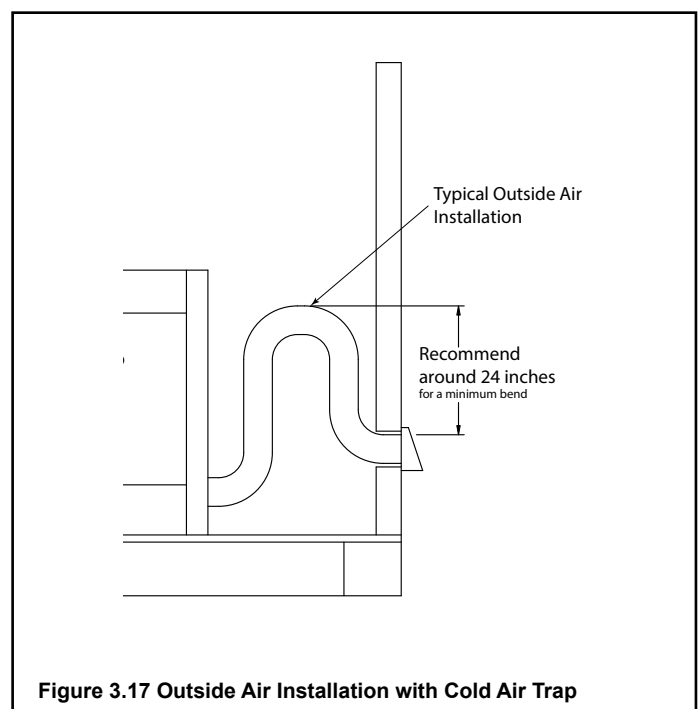 Typical Outside Air
Installation
Recommend
around 24 inches
for a minimum bend
Figure 3.17 Outside Air Installation with Cold Air Trap